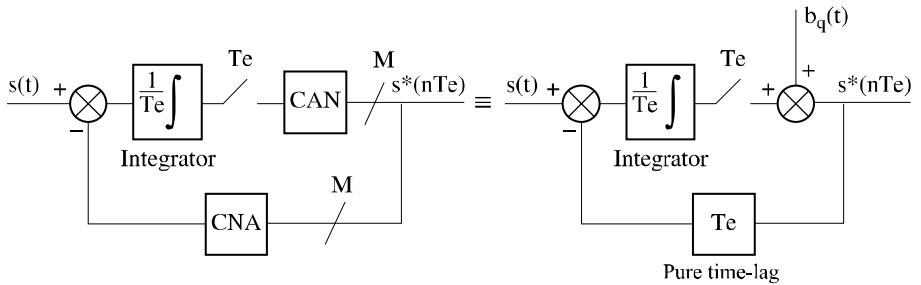 s(t)
+
−
1
Te
∫
Integrator
Te
CAN
M
s*(nTe)
CNA
M
≡
s(t)
+
−
1
Te
∫
Integrator
Te
+
+
b_q(t)
s*(nTe)
Te
Pure time-lag